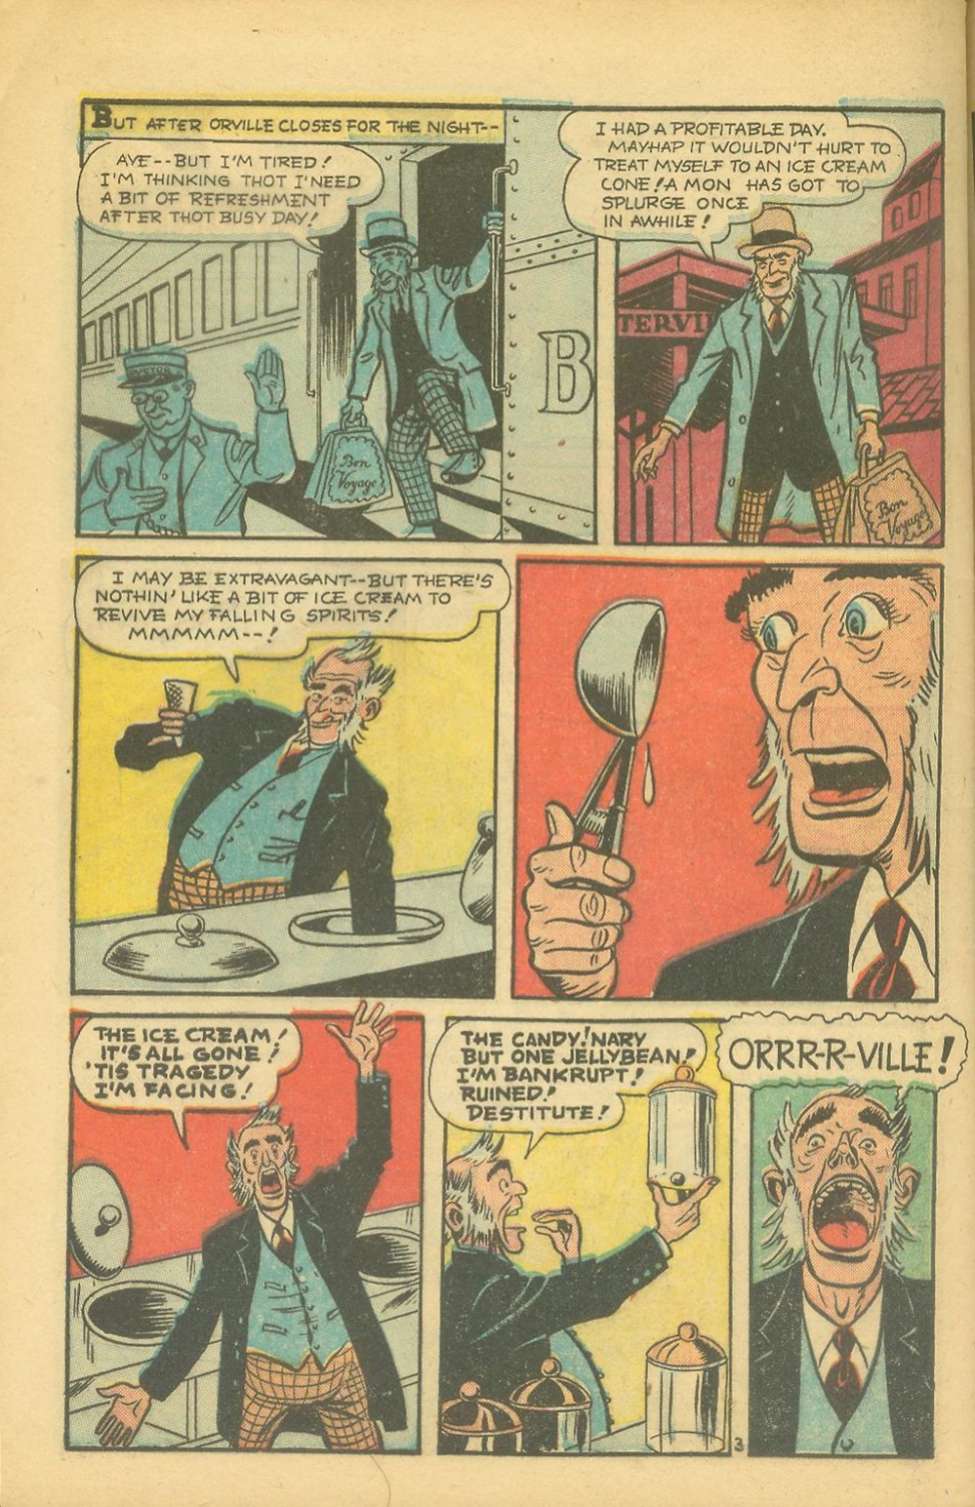 BUT AFTER ORVILLE CLOSES FOR THE NIGHT--
AYE--BUT I'M TIRED!
I'M THINKING THOT I'NEED
A BIT OF REFRESHMENT
AFTER THOT BUSY DAY!
Bon
Voyage
B
I HAD A PROFITABLE DAY.
MAYHAP IT WOULDN'T HURT TO
TREAT MYSELF TO AN ICE CREAM
CONE! A MON HAS GOT TO
SPLURGE ONCE
IN AWHILE!
TERVI
Bon
Voyage
I MAY BE EXTRAVAGANT--BUT THERE'S
NOTHIN' LIKE A BIT OF ICE CREAM TO
REVIVE MY FALLING SPIRITS!
MMMMM--!
THE ICE CREAM!
IT'S ALL GONE!
'TIS TRAGEDY
I'M FACING!
THE CANDY! NARY
BUT ONE JELLYBEAN!
I'M BANKRUPT!
RUINED!
DESTITUTE!
ORRR-R-VILLE!
3